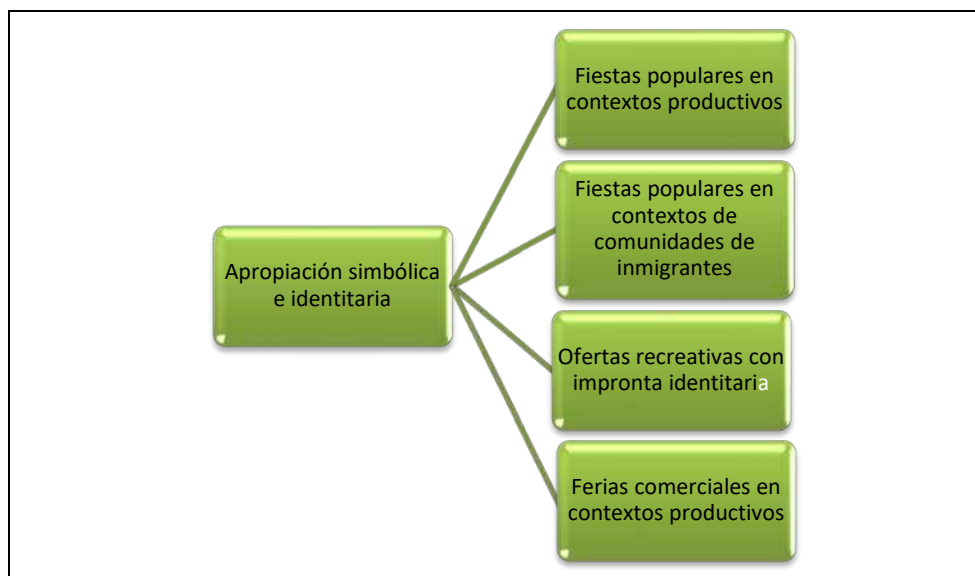 Apropiación simbólica
e identitaria
Fiestas populares en
contextos productivos
Fiestas populares en
contextos de
comunidades de
inmigrantes
Ofertas recreativas con
impronta identitaria
Ferias comerciales en
contextos productivos